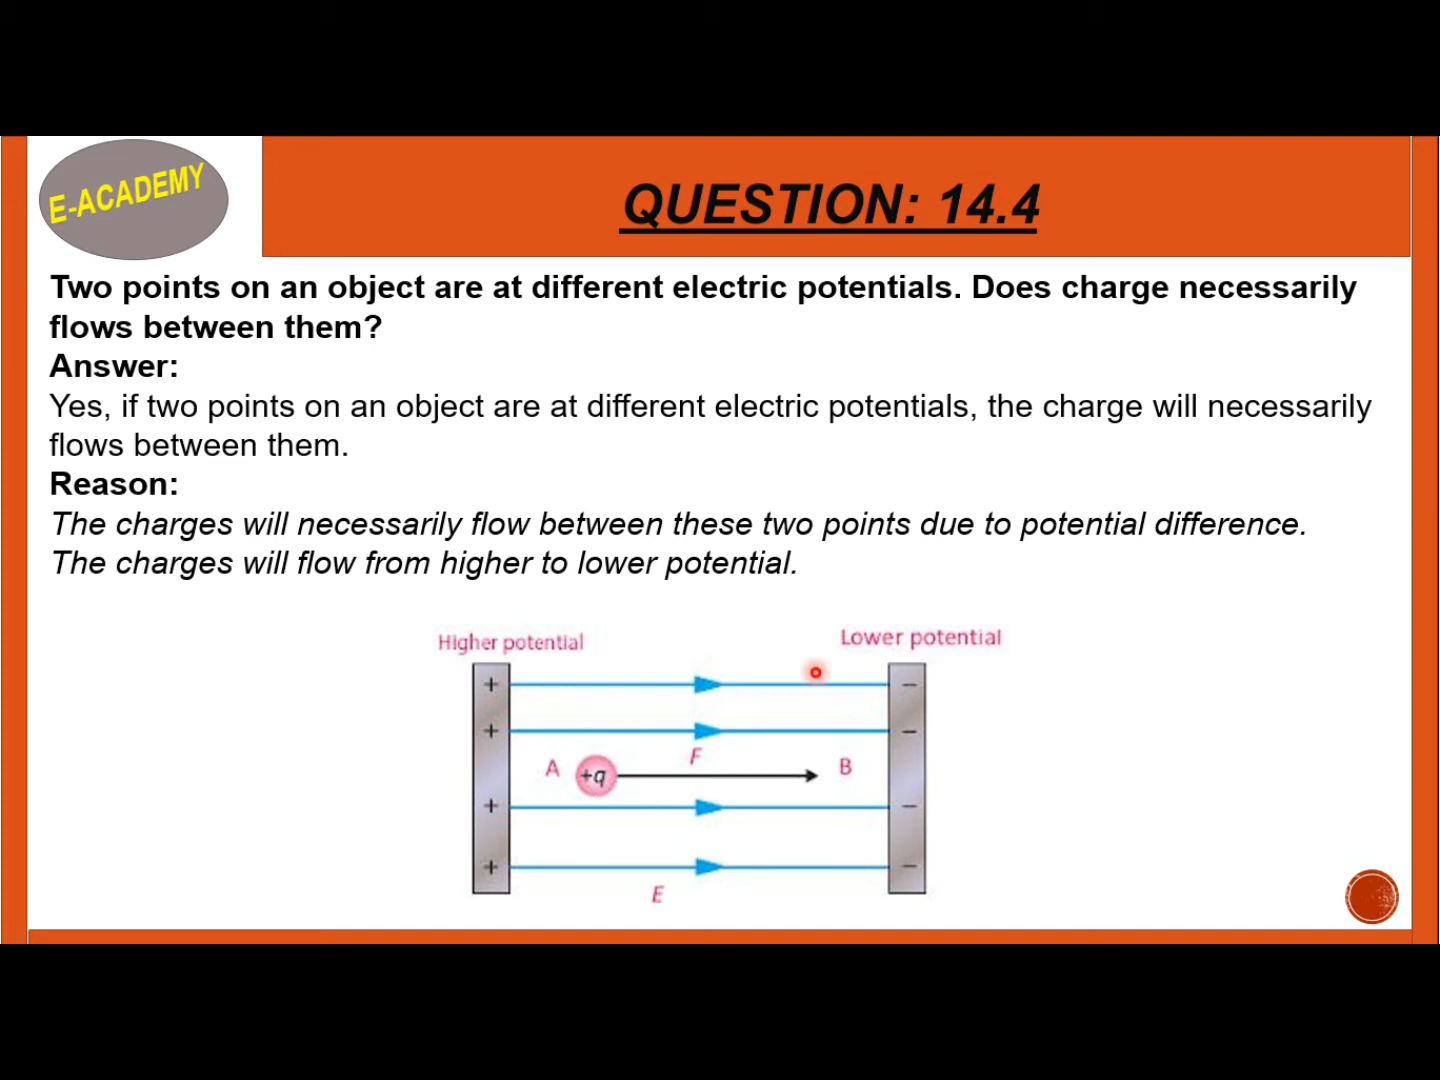 E-ACADEMY
QUESTION: 14.4
Two points on an object are at different electric potentials. Does charge necessarily
flows between them?
Answer:
Yes, if two points on an object are at different electric potentials, the charge will necessarily
flows between them.
Reason:
The charges will necessarily flow between these two points due to potential difference.
The charges will flow from higher to lower potential.
Higher potential
Lower potential
+ −
+ −
F
A +q B
+ −
+ −
E